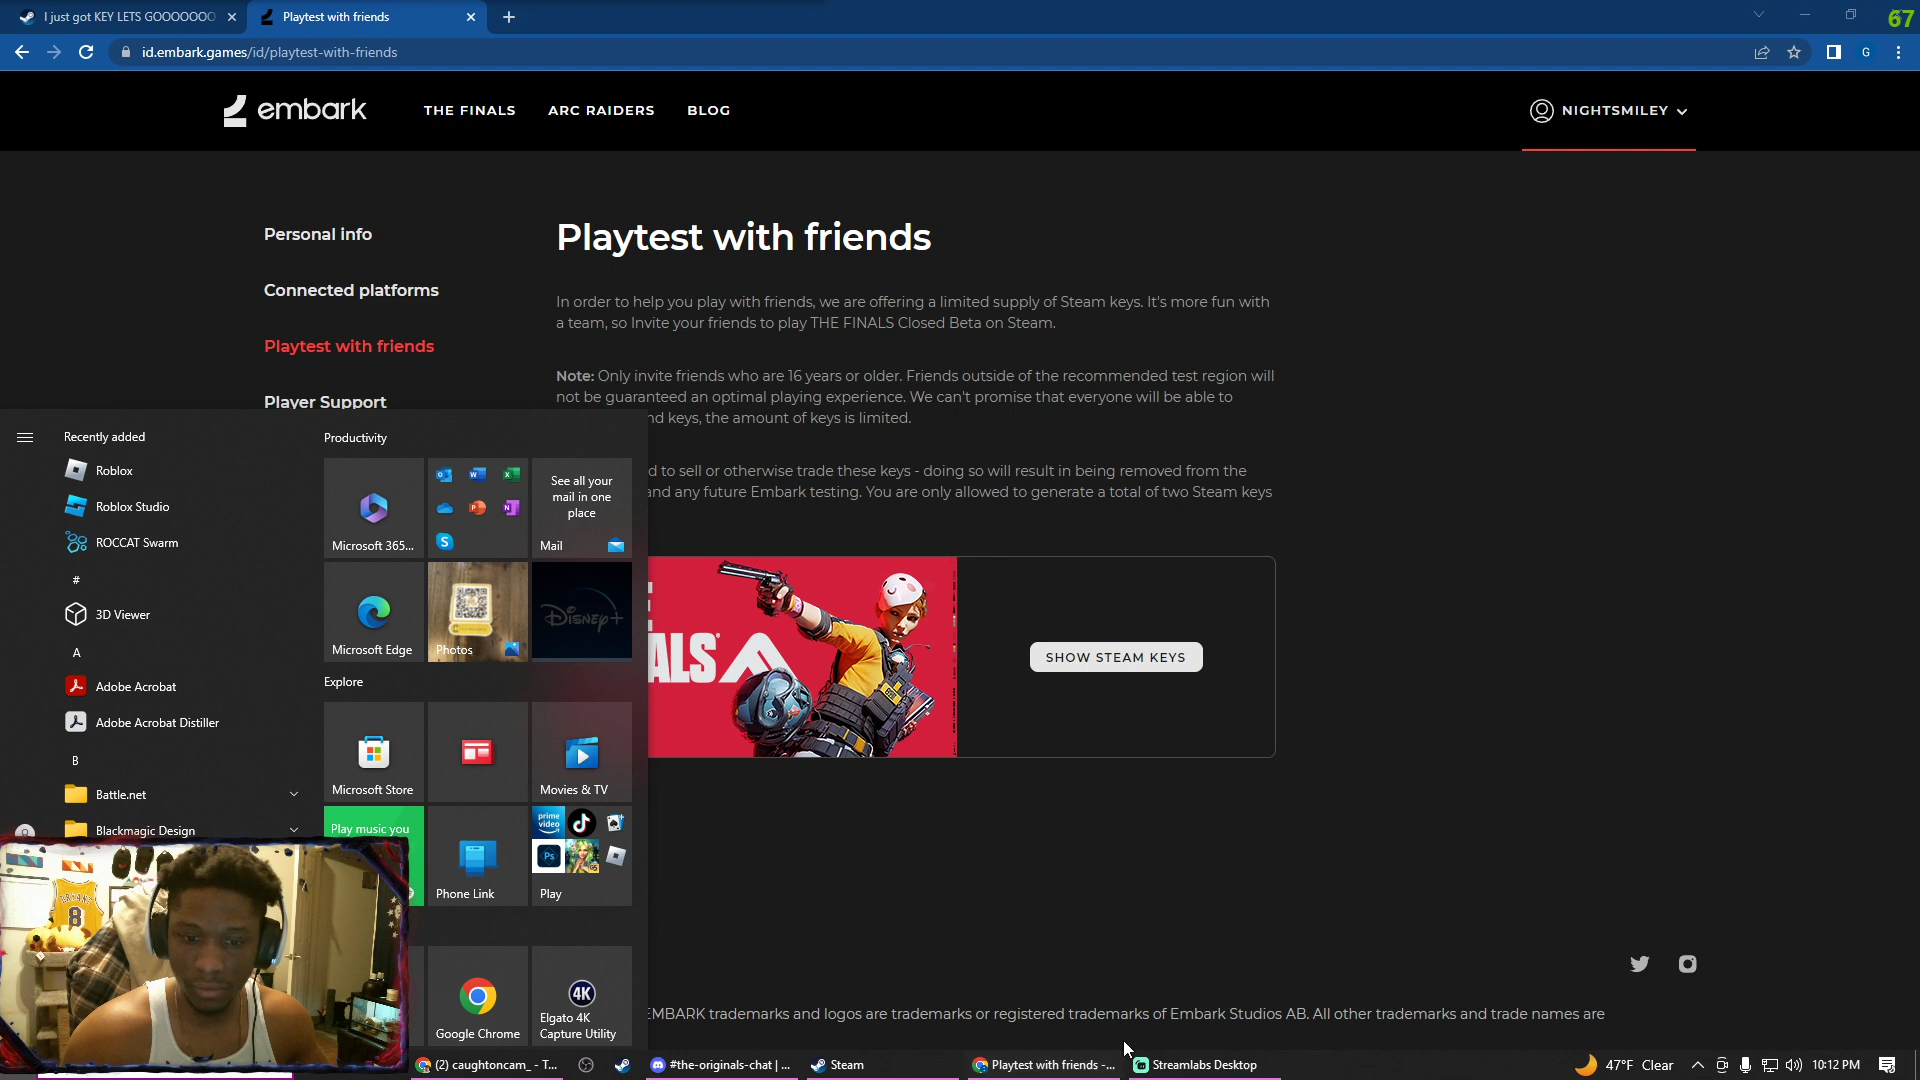 I just got KEY LETS GOOOOOOO
Playtest with friends
67
id.embark.games/id/playtest-with-friends
G
embark
THE FINALS
ARC RAIDERS
BLOG
NIGHTSMILEY
Personal info
Connected platforms
Playtest with friends
Player Support
Playtest with friends
In order to help you play with friends, we are offering a limited supply of Steam keys. It's more fun with
a team, so Invite your friends to play THE FINALS Closed Beta on Steam.
Note: Only invite friends who are 16 years or older. Friends outside of the recommended test region will
not be guaranteed an optimal playing experience. We can't promise that everyone will be able to
nd keys, the amount of keys is limited.
d to sell or otherwise trade these keys - doing so will result in being removed from the
and any future Embark testing. You are only allowed to generate a total of two Steam keys
ALS
SHOW STEAM KEYS
Recently added
Roblox
Roblox Studio
ROCCAT Swarm
#
3D Viewer
A
Adobe Acrobat
Adobe Acrobat Distiller
B
Battle.net
Blackmagic Design
Productivity
Microsoft 365...
See all your
mail in one
place
Mail
Microsoft Edge
Photos
Disney+
Explore
Microsoft Store
Movies & TV
Play music you
Phone Link
prime
video
Ps
Play
Google Chrome
4K
Elgato 4K
Capture Utility
BRYANT
8
EMBARK trademarks and logos are trademarks or registered trademarks of Embark Studios AB. All other trademarks and trade names are
(2) caughtoncam_ - T...
#the-originals-chat | ...
Steam
Playtest with friends -...
Streamlabs Desktop
47°F Clear
10:12 PM